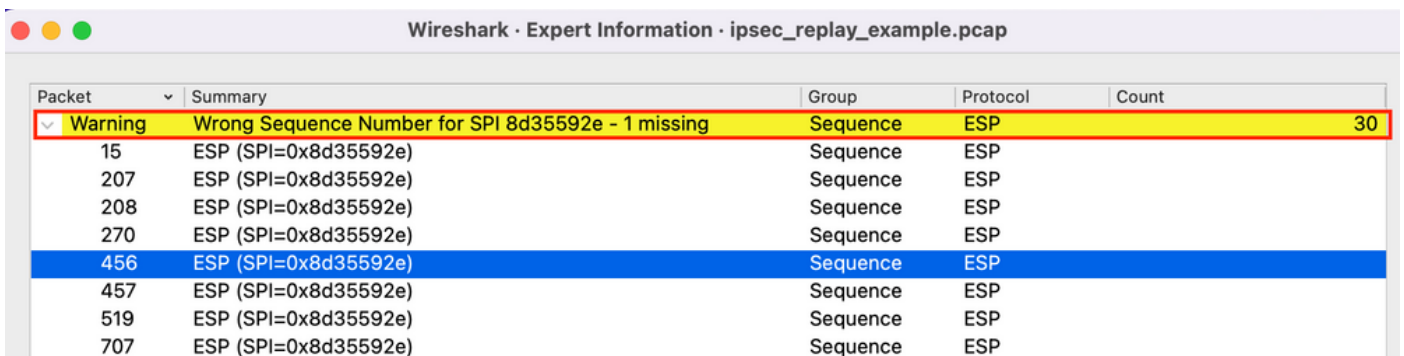 Wireshark · Expert Information · ipsec_replay_example.pcap
Packet Summary Group Protocol Count
Warning Wrong Sequence Number for SPI 8d35592e - 1 missing Sequence ESP 30
15 ESP (SPI=0x8d35592e) Sequence ESP
207 ESP (SPI=0x8d35592e) Sequence ESP
208 ESP (SPI=0x8d35592e) Sequence ESP
270 ESP (SPI=0x8d35592e) Sequence ESP
456 ESP (SPI=0x8d35592e) Sequence ESP
457 ESP (SPI=0x8d35592e) Sequence ESP
519 ESP (SPI=0x8d35592e) Sequence ESP
707 ESP (SPI=0x8d35592e) Sequence ESP